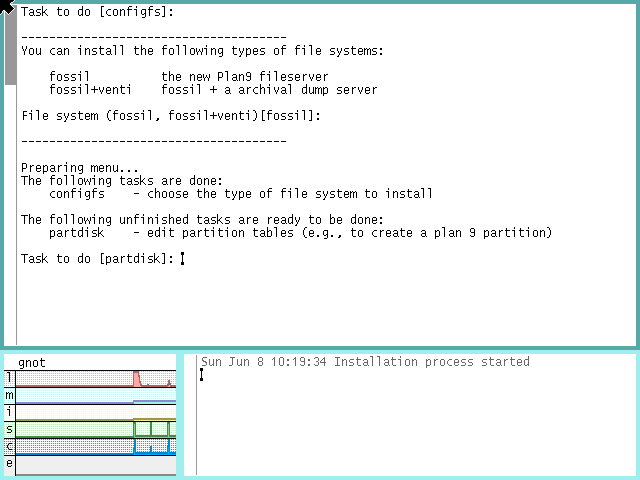 Task to do [configfs]:
--------------------------------------
You can install the following types of file systems:
fossil the new Plan9 fileserver
fossil+venti fossil + a archival dump server
File system (fossil, fossil+venti)[fossil]:
--------------------------------------
Preparing menu...
The following tasks are done:
configfs - choose the type of file system to install
The following unfinished tasks are ready to be done:
partdisk - edit partition tables (e.g., to create a plan 9 partition)
Task to do [partdisk]:
gnot
l
m
i
s
c
e
Sun Jun 8 10:19:34 Installation process started